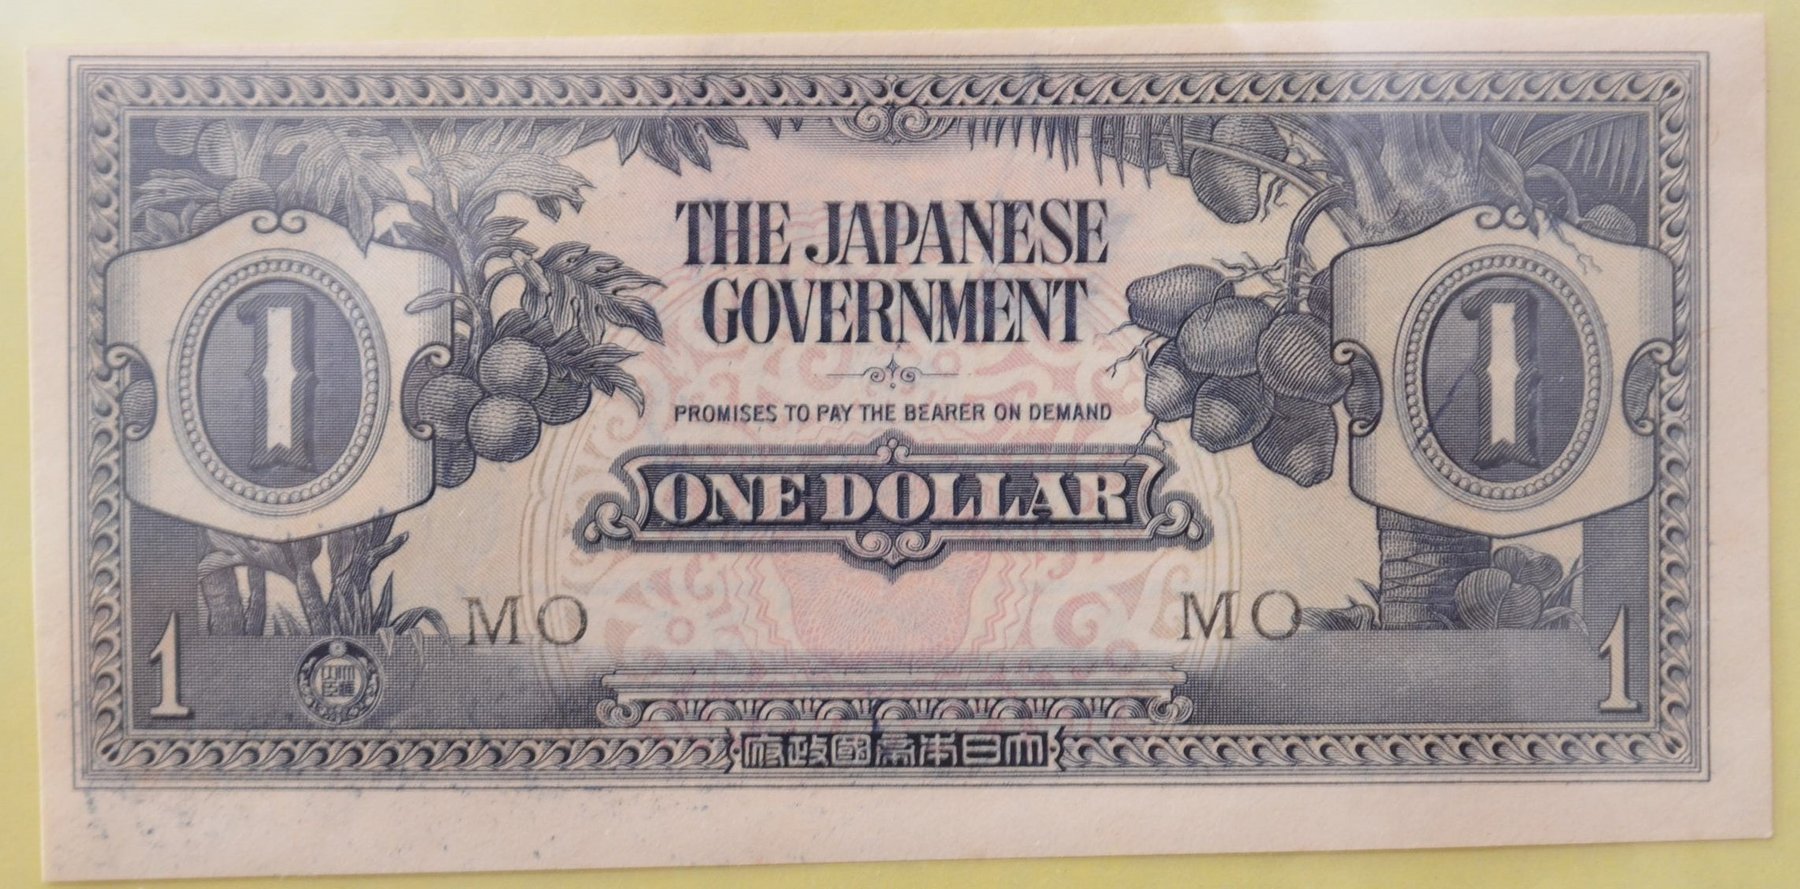 THE JAPANESE
GOVERNMENT
PROMISES TO PAY THE BEARER ON DEMAND
ONE DOLLAR
1
1
MO
MO
1
1
大日本帝國政府